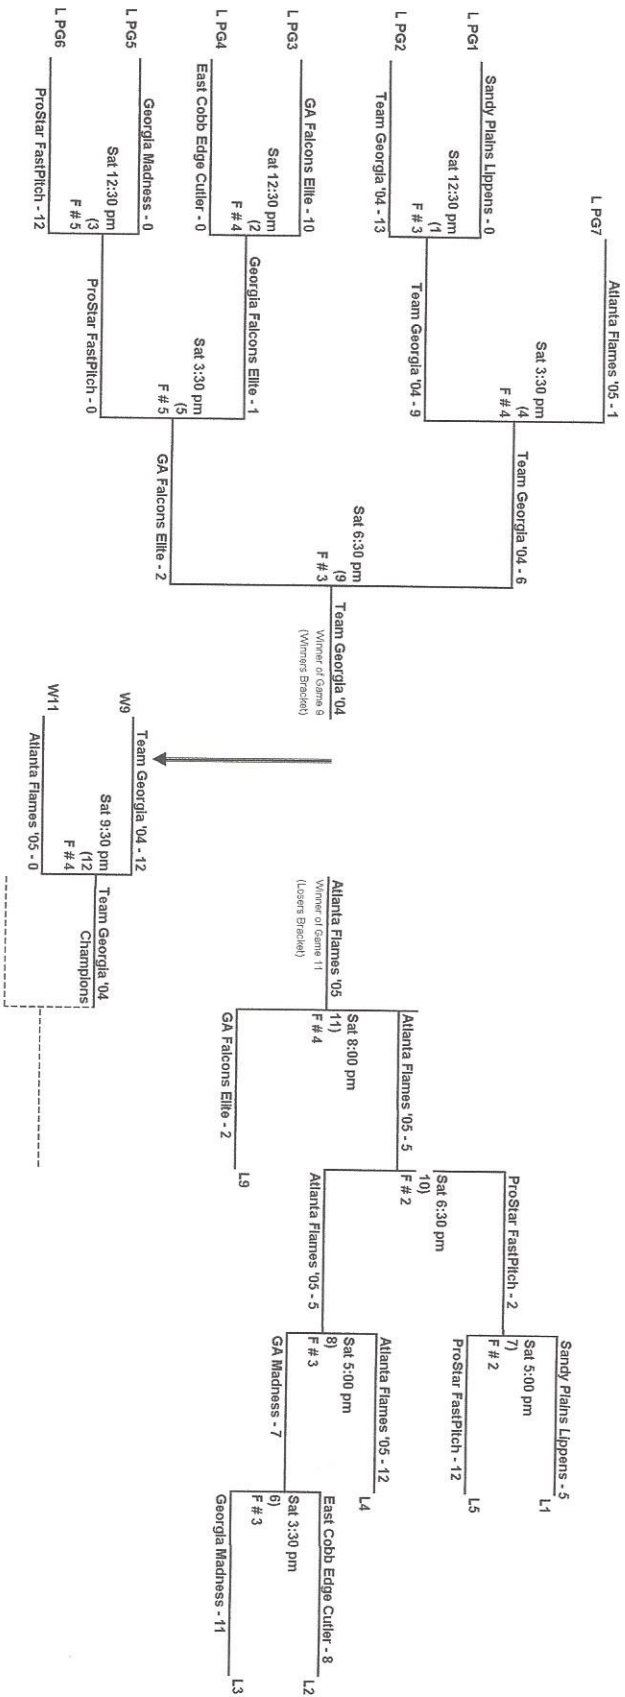 L PG7
Atlanta Flames '05 - 1
Sat 3:30 pm
(4
F # 4
Team Georgia '04 - 6
L PG1
Sandy Plains Lippens - 0
Sat 12:30 pm
(1
F # 3
Team Georgia '04 - 9
L PG2
Team Georgia '04 - 13
Sat 6:30 pm
(9
F # 3
Team Georgia '04
Winner of Game 9
(Winners Bracket)
L PG3
GA Falcons Elite - 10
Sat 12:30 pm
(2
F # 4
Georgia Falcons Elite - 1
L PG4
East Cobb Edge Cutler - 0
Sat 3:30 pm
(5
F # 5
GA Falcons Elite - 2
L PG5
Georgia Madness - 0
Sat 12:30 pm
(3
F # 5
ProStar FastPitch - 0
L PG6
ProStar FastPitch - 12
W9
Team Georgia '04 - 12
Sat 9:30 pm
(12
F # 4
Team Georgia '04
Champions
W11
Atlanta Flames '05 - 0
Sandy Plains Lippens - 5
L1
Sat 5:00 pm
7)
F # 2
ProStar FastPitch - 2
ProStar FastPitch - 12
L5
Sat 6:30 pm
10)
F # 2
Atlanta Flames '05 - 5
Atlanta Flames '05 - 12
L4
Sat 5:00 pm
8)
F # 3
Atlanta Flames '05 - 5
East Cobb Edge Cutler - 8
L2
Sat 3:30 pm
6)
F # 3
GA Madness - 7
Georgia Madness - 11
L3
Sat 8:00 pm
11)
F # 4
Atlanta Flames '05
Winner of Game 11
(Losers Bracket)
GA Falcons Elite - 2
L9